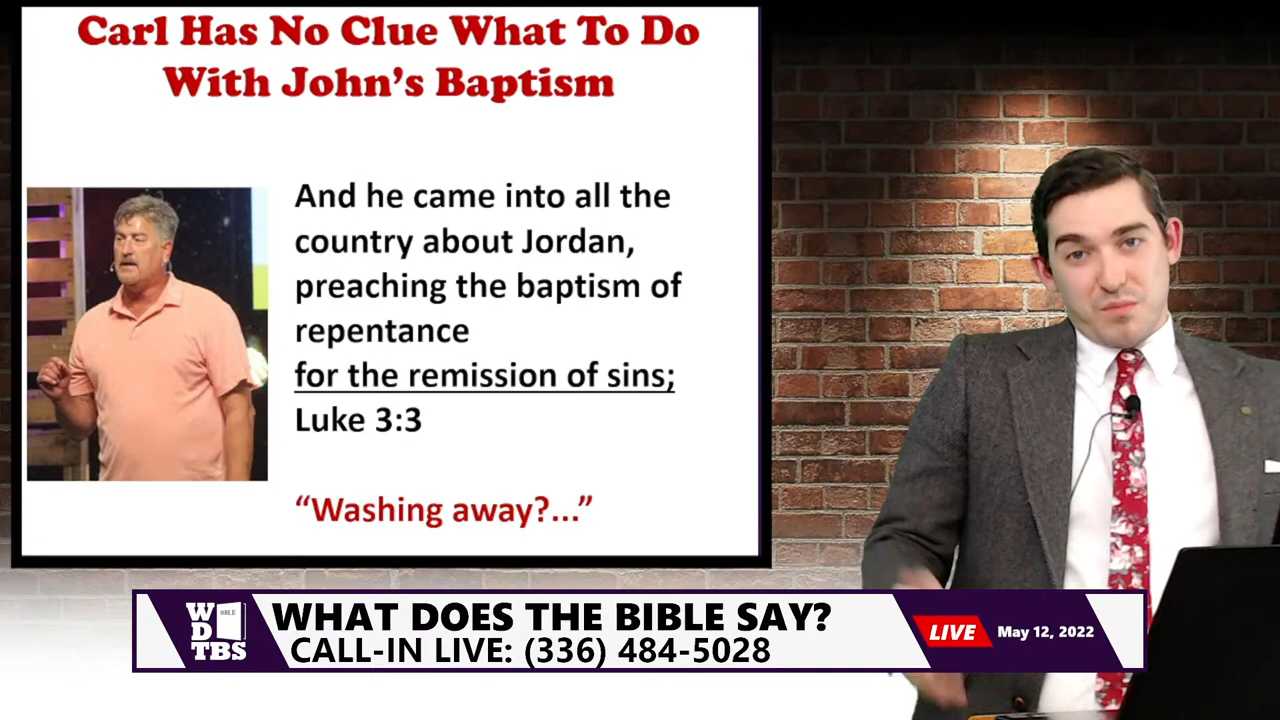 Carl Has No Clue What To Do
With John’s Baptism
And he came into all the
country about Jordan,
preaching the baptism of
repentance
for the remission of sins;
Luke 3:3
“Washing away?...”
W
D
TBS
BIBLE
WHAT DOES THE BIBLE SAY?
CALL-IN LIVE: (336) 484-5028
LIVE
May 12, 2022